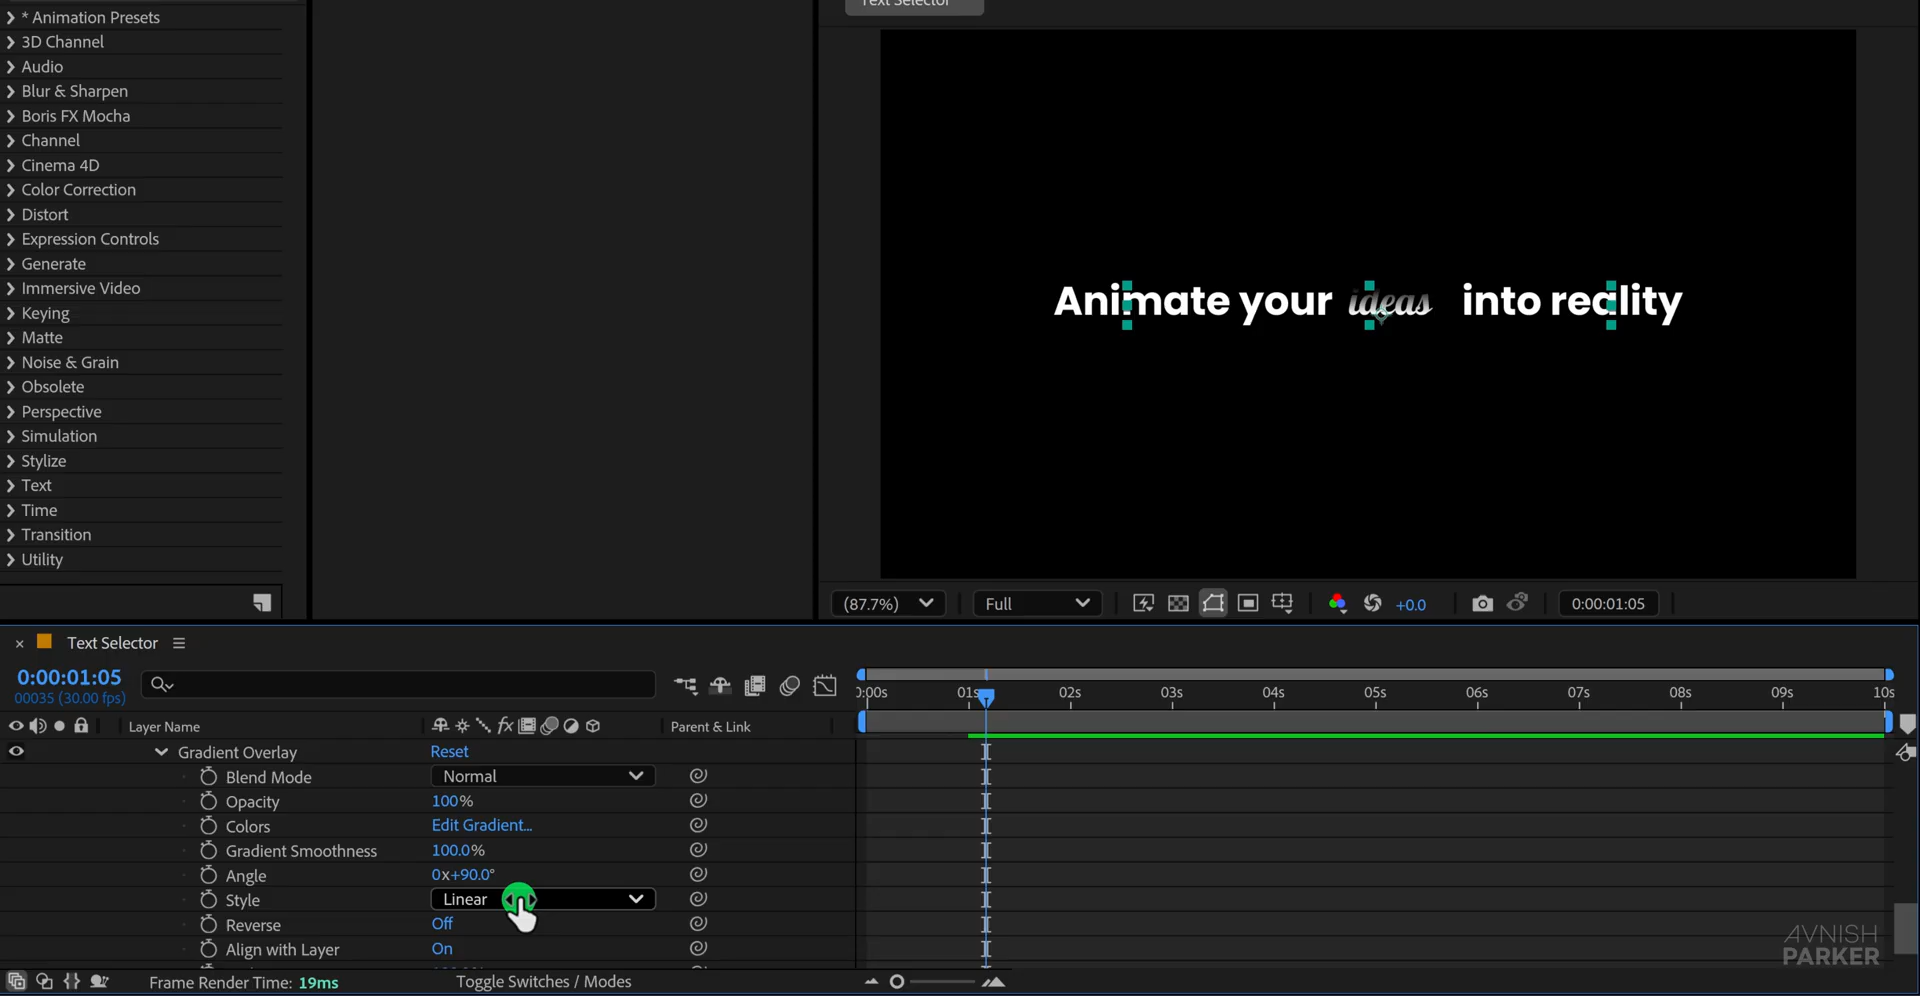 * Animation Presets
3D Channel
Audio
Blur & Sharpen
Boris FX Mocha
Channel
Cinema 4D
Color Correction
Distort
Expression Controls
Generate
Immersive Video
Keying
Matte
Noise & Grain
Obsolete
Perspective
Simulation
Stylize
Text
Time
Transition
Utility
Text Selector
Animate your ideas into reality
(87.7%) Full +0.0 0:00:01:05
× Text Selector
0:00:01:05
00035 (30.00 fps)
0:00s 01s 02s 03s 04s 05s 06s 07s 08s 09s 10s
Layer Name fx Parent & Link
Gradient Overlay Reset
Blend Mode Normal
Opacity 100%
Colors Edit Gradient...
Gradient Smoothness 100.0%
Angle 0x+90.0°
Style Linear
Reverse Off
Align with Layer On
AVNISH
PARKER
Frame Render Time: 19ms Toggle Switches / Modes